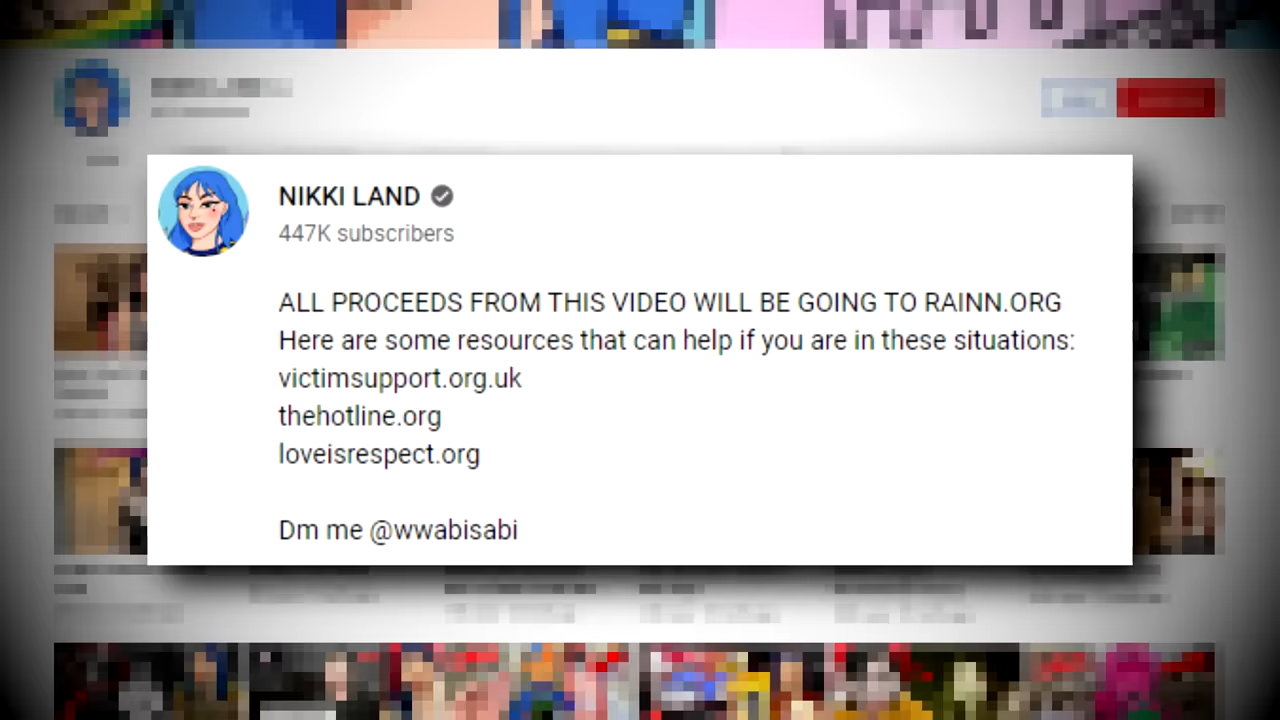 NIKKI LAND
447K subscribers
ALL PROCEEDS FROM THIS VIDEO WILL BE GOING TO RAINN.ORG
Here are some resources that can help if you are in these situations:
victimsupport.org.uk
thehotline.org
loveisrespect.org
Dm me @wwabisabi